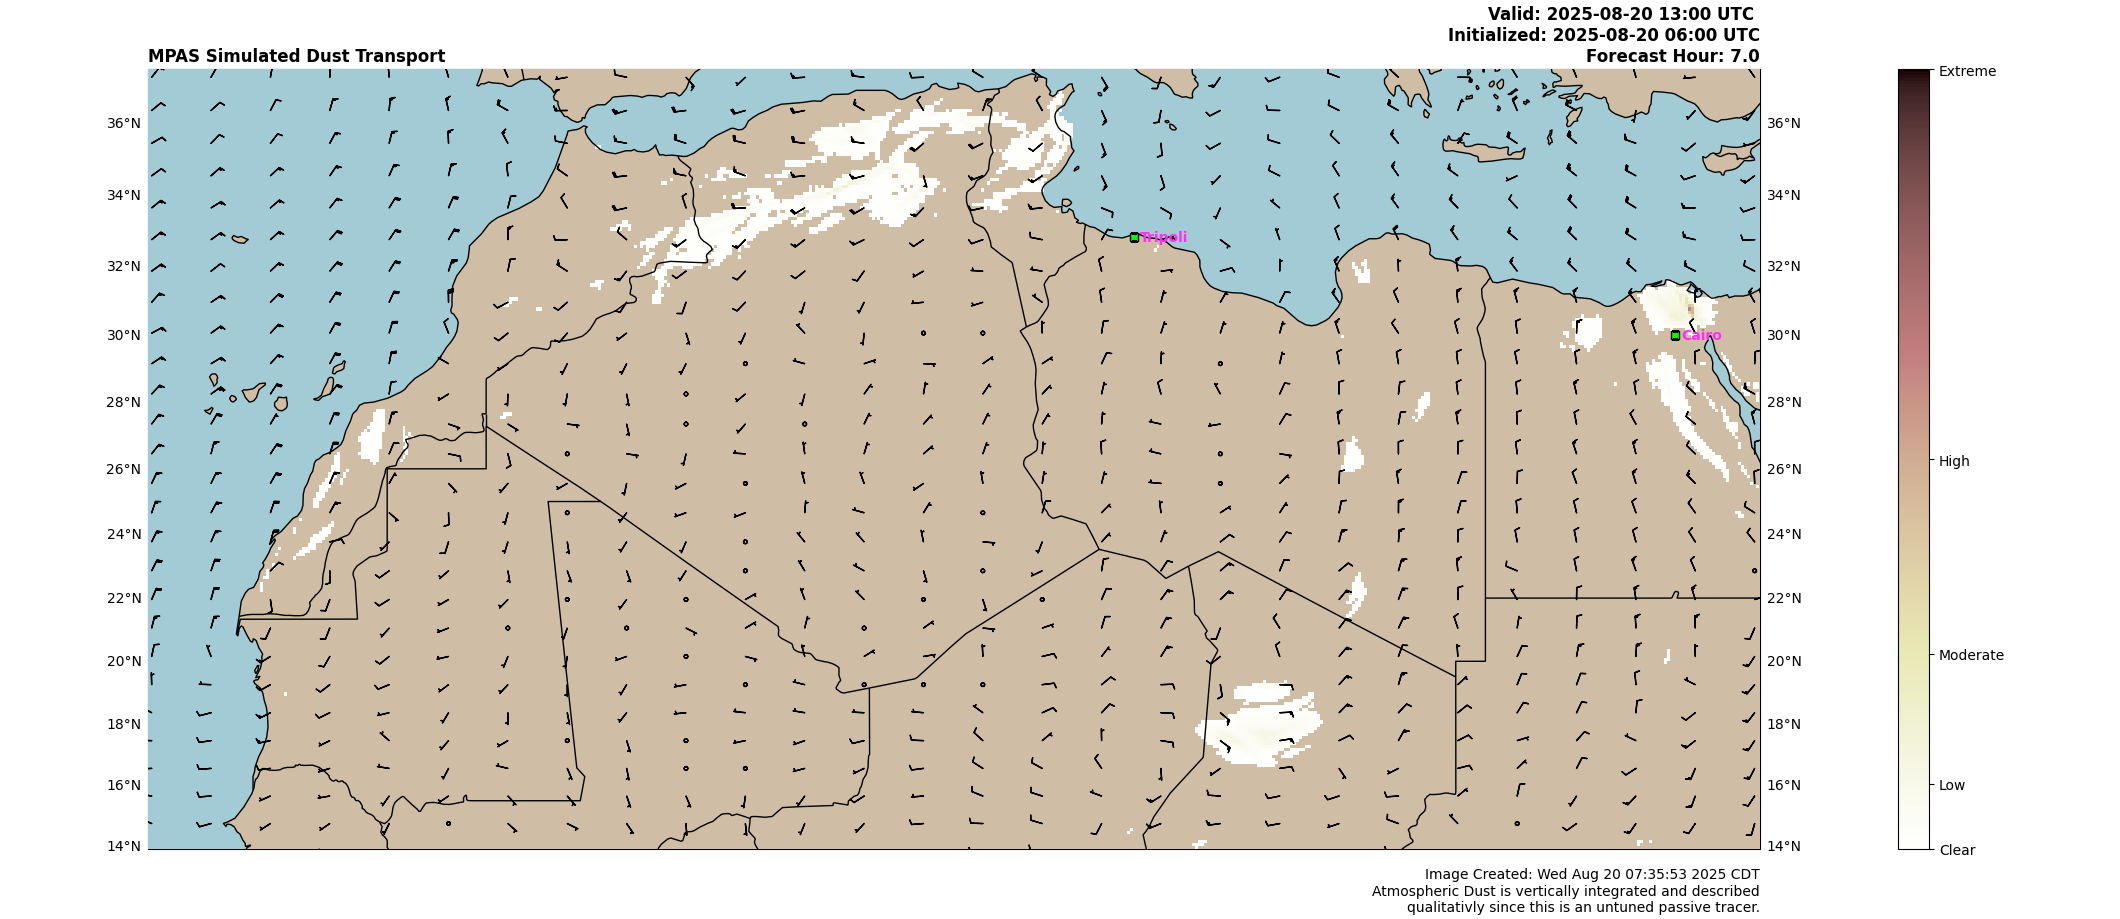 Valid: 2025-08-20 13:00 UTC
Initialized: 2025-08-20 06:00 UTC
MPAS Simulated Dust Transport
Forecast Hour: 7.0
Extreme
36°N
36°N
34°N
34°N
Tripoli
32°N
32°N
30°N
Cairo
30°N
28°N
28°N
High
26°N
26°N
24°N
24°N
22°N
22°N
20°N
20°N
Moderate
18°N
18°N
16°N
16°N
Low
14°N
14°N
Clear
Image Created: Wed Aug 20 07:35:53 2025 CDT
Atmospheric Dust is vertically integrated and described
qualitativly since this is an untuned passive tracer.